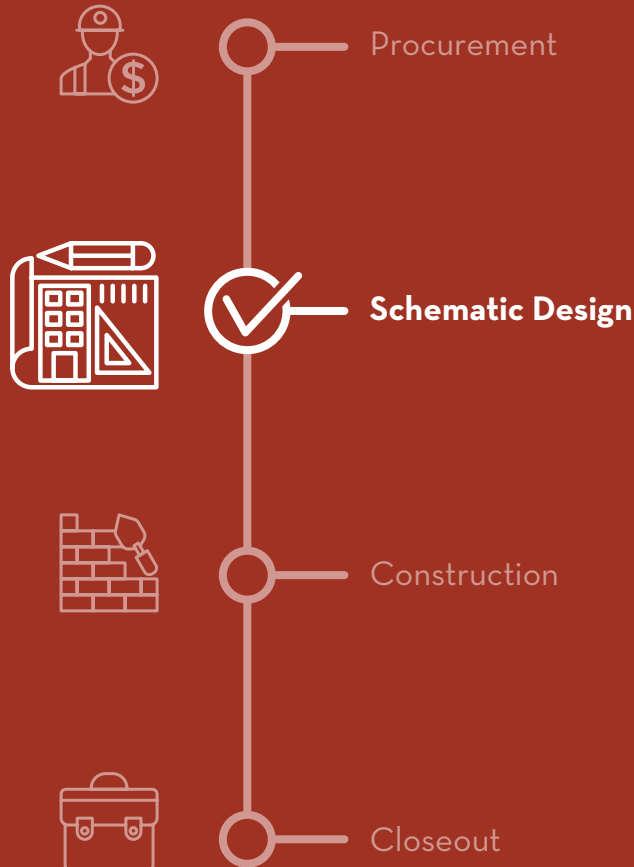 $
Procurement
Schematic Design
Construction
Closeout